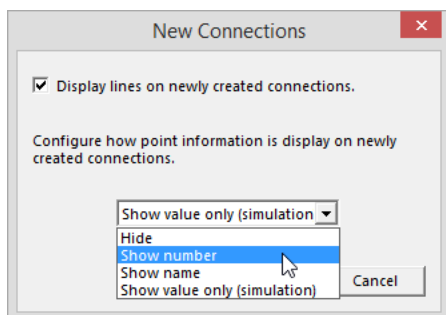 New Connections
Display lines on newly created connections.
Configure how point information is display on newly
created connections.
Show value only (simulation
Hide
Show number
Show name
Show value only (simulation)
Cancel